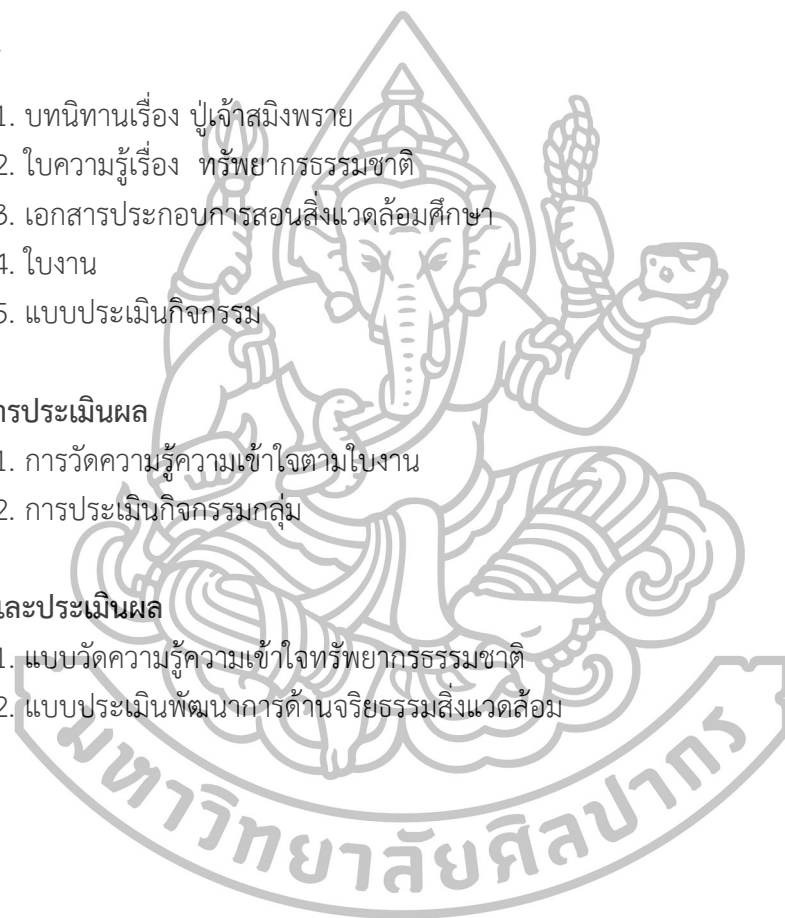 1. บทนิทานเรื่อง ปู่เจ้าสมิงพราย
2. ใบความรู้เรื่อง ทรัพยากรธรรมชาติ
3. เอกสารประกอบการสอนสิ่งแวดล้อมศึกษา
4. ใบงาน
5. แบบประเมินกิจกรรม
ารประเมินผล
1. การวัดความรู้ความเข้าใจตามใบงาน
2. การประเมินกิจกรรมกลุ่ม
และประเมินผล
1. แบบวัดความรู้ความเข้าใจทรัพยากรธรรมชาติ
2. แบบประเมินพัฒนาการด้านจริยธรรมสิ่งแวดล้อม
มหาวิทยาลัยศิลปากร